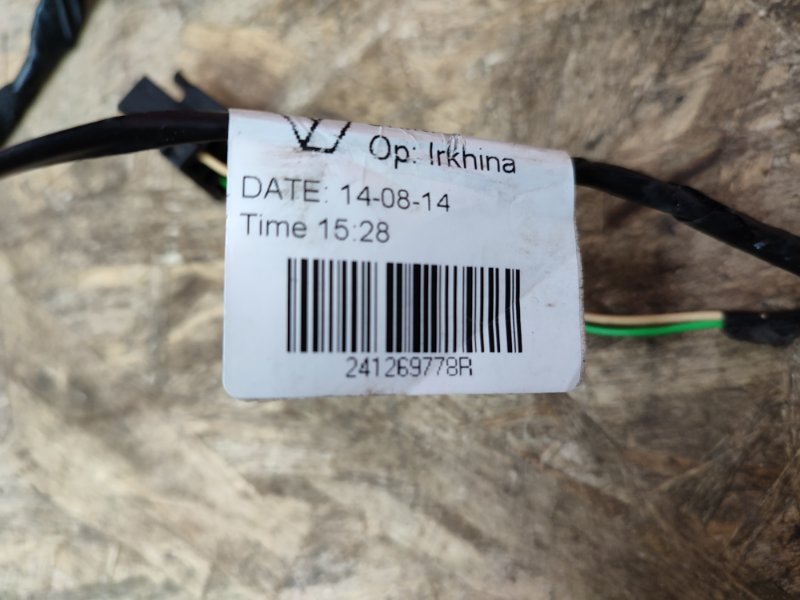 Op: Irkhina
DATE: 14-08-14
Time 15:28
241269778R